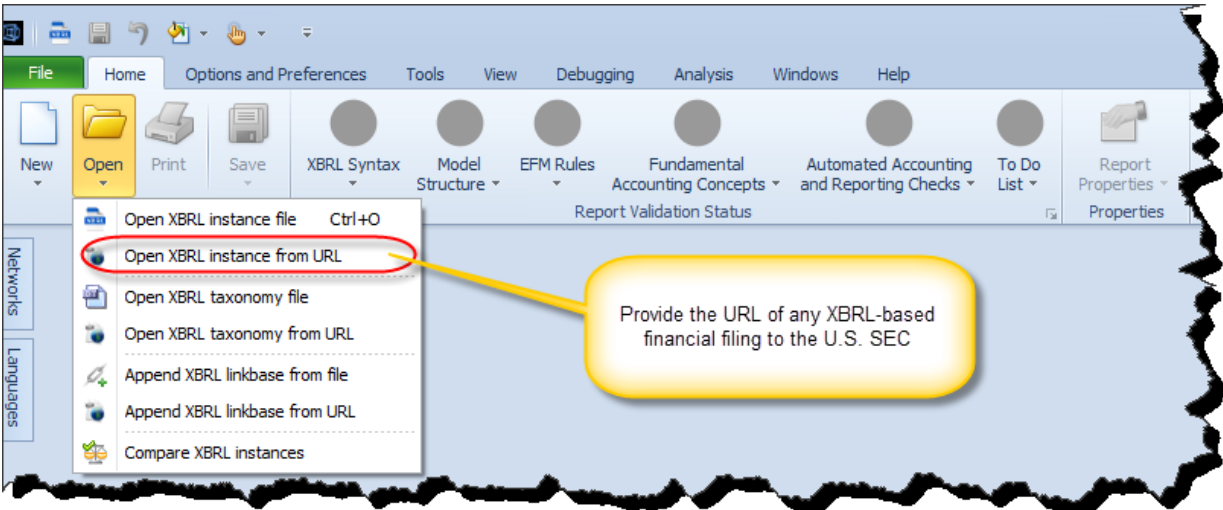 File Home Options and Preferences Tools View Debugging Analysis Windows Help
New Open Print Save XBRL Syntax Model Structure EFM Rules Fundamental Accounting Concepts Automated Accounting and Reporting Checks To Do List Report Properties
Report Validation Status Properties
Open XBRL instance file Ctrl+O
Open XBRL instance from URL
Open XBRL taxonomy file
Open XBRL taxonomy from URL
Append XBRL linkbase from file
Append XBRL linkbase from URL
Compare XBRL instances
Networks
Languages
Provide the URL of any XBRL-based
financial filing to the U.S. SEC